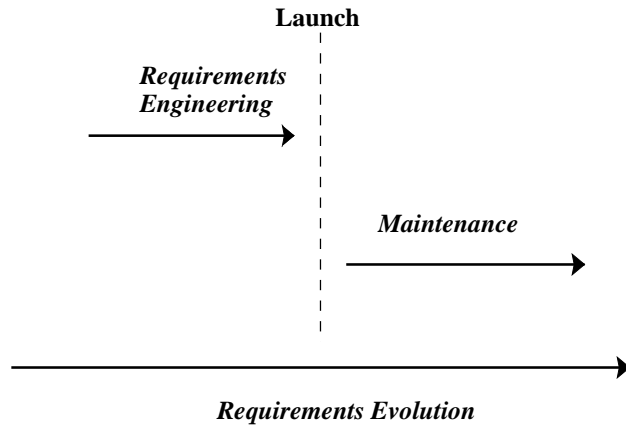 Launch
Requirements
Engineering
Maintenance
Requirements Evolution